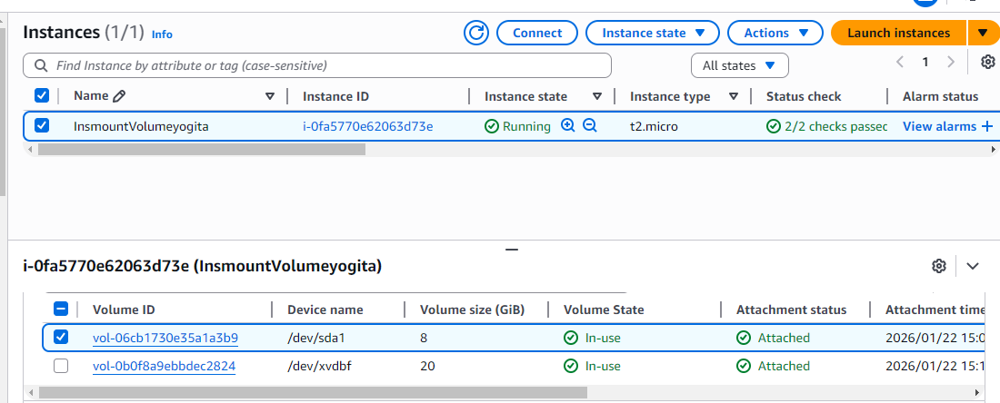 Instances (1/1) Info Connect Instance state Actions Launch instances
Find Instance by attribute or tag (case-sensitive) All states 1
Name Instance ID Instance state Instance type Status check Alarm status
InsmountVolumeyogita i-0fa5770e62063d73e Running t2.micro 2/2 checks passec View alarms +
i-0fa5770e62063d73e (InsmountVolumeyogita)
Volume ID Device name Volume size (GiB) Volume State Attachment status Attachment time
vol-06cb1730e35a1a3b9 /dev/sda1 8 In-use Attached 2026/01/22 15:0
vol-0b0f8a9ebbdec2824 /dev/xvdbf 20 In-use Attached 2026/01/22 15:1